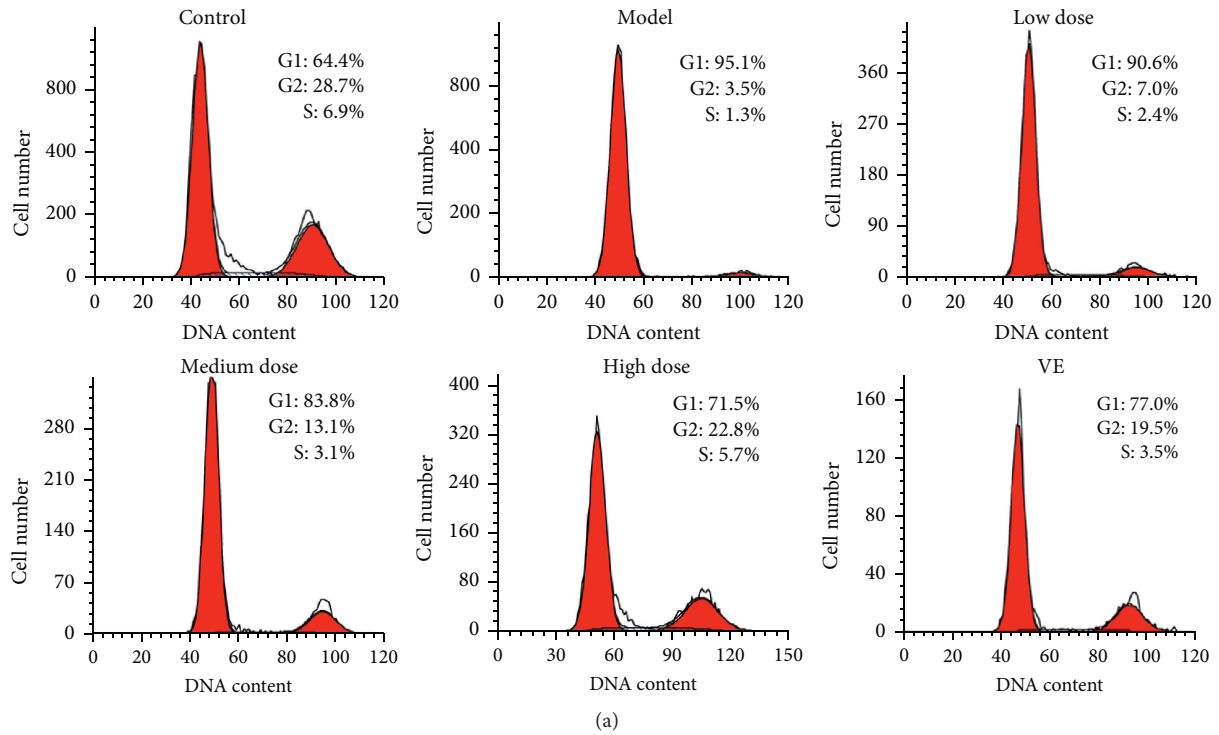 Control
G1: 64.4%
G2: 28.7%
S: 6.9%
Cell number
800
400
200
0
0 20 40 60 80 100 120
DNA content
Model
G1: 95.1%
G2: 3.5%
S: 1.3%
Cell number
800
400
200
0
0 20 40 60 80 100 120
DNA content
Low dose
G1: 90.6%
G2: 7.0%
S: 2.4%
Cell number
360
270
180
90
0
0 20 40 60 80 100 120
DNA content
Medium dose
G1: 83.8%
G2: 13.1%
S: 3.1%
Cell number
280
210
140
70
0
0 20 40 60 80 100 120
DNA content
High dose
G1: 71.5%
G2: 22.8%
S: 5.7%
Cell number
400
320
240
160
80
0
0 30 60 90 120 150
DNA content
VE
G1: 77.0%
G2: 19.5%
S: 3.5%
Cell number
160
120
80
40
0
0 20 40 60 80 100 120
DNA content
(a)